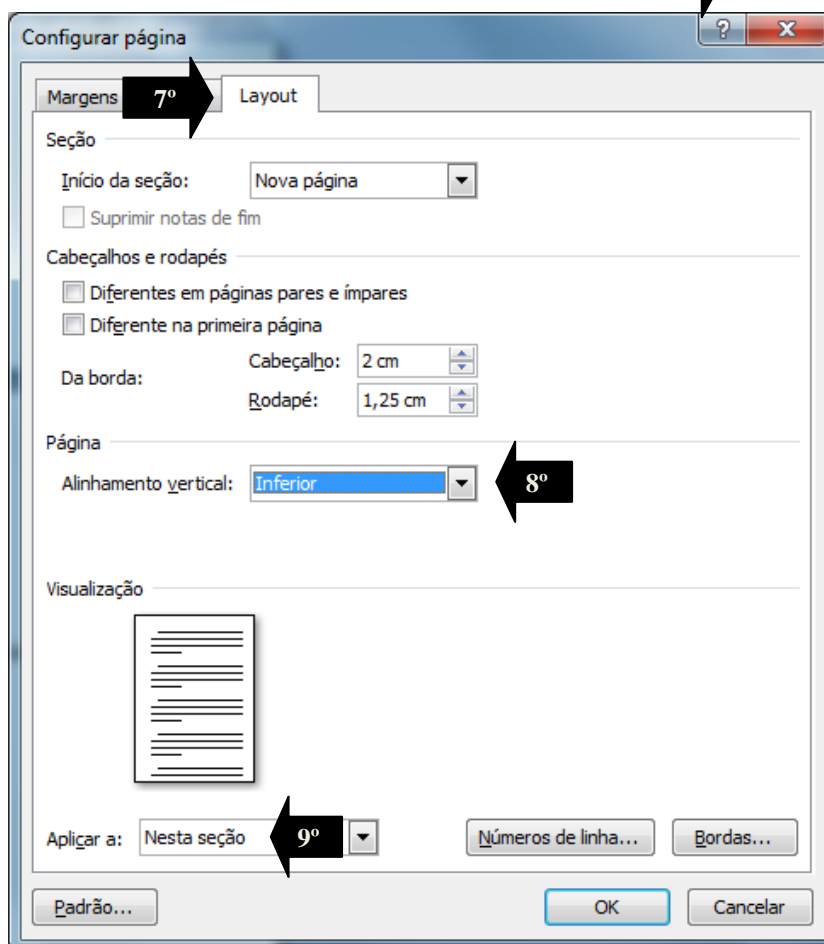 Configurar página
?
Margens 7º Layout
Seção
Início da seção: Nova página
Suprimir notas de fim
Cabeçalhos e rodapés
Diferentes em páginas pares e ímpares
Diferente na primeira página
Da borda:
Cabeçalho: 2 cm
Rodapé: 1,25 cm
Página
Alinhamento vertical: Inferior 8º
Visualização
Aplicar a: Nesta seção 9º Números de linha... Bordas...
Padrão... OK Cancelar